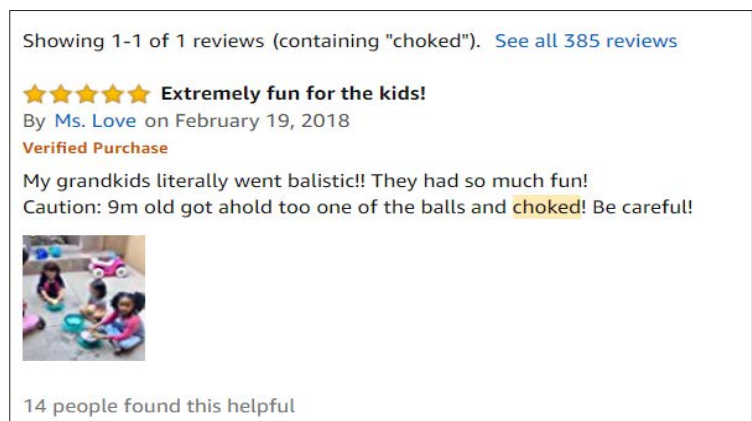 Showing 1-1 of 1 reviews (containing "choked"). See all 385 reviews
Extremely fun for the kids!
By Ms. Love on February 19, 2018
Verified Purchase
My grandkids literally went balistic!! They had so much fun!
Caution: 9m old got ahold too one of the balls and choked! Be careful!
14 people found this helpful